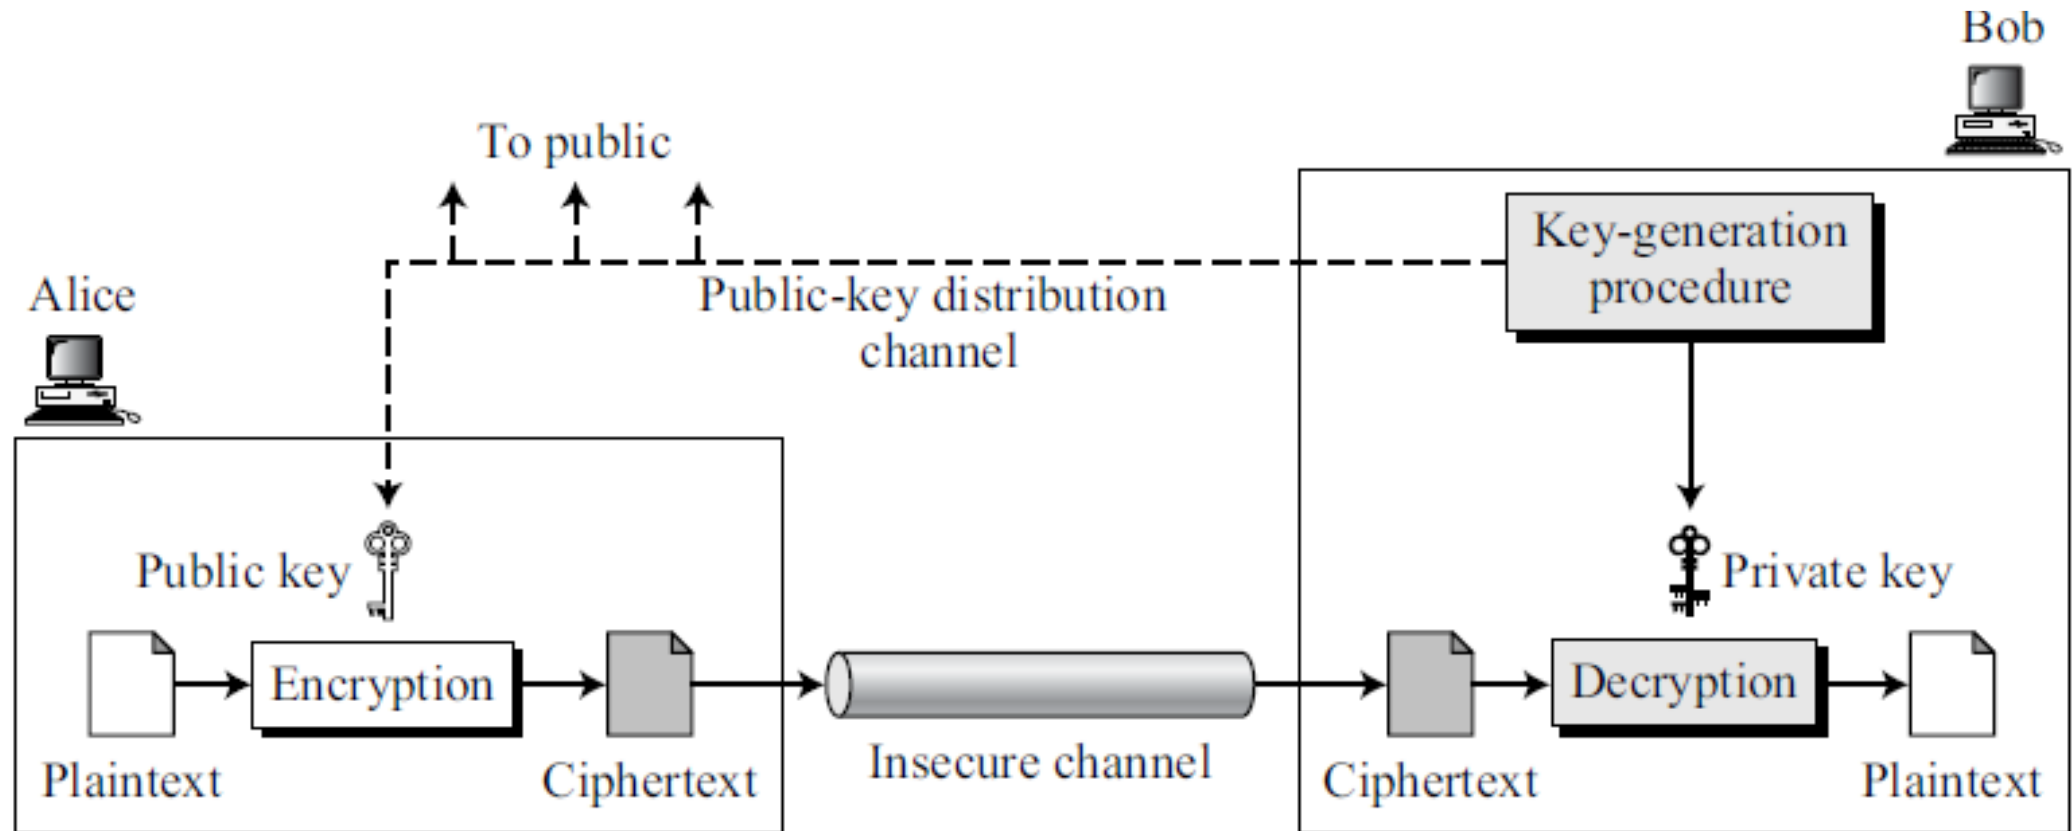 Bob
To public
Key-generation
procedure
Public-key distribution
channel
Alice
Public key
Private key
Encryption
Decryption
Plaintext
Ciphertext
Insecure channel
Ciphertext
Plaintext